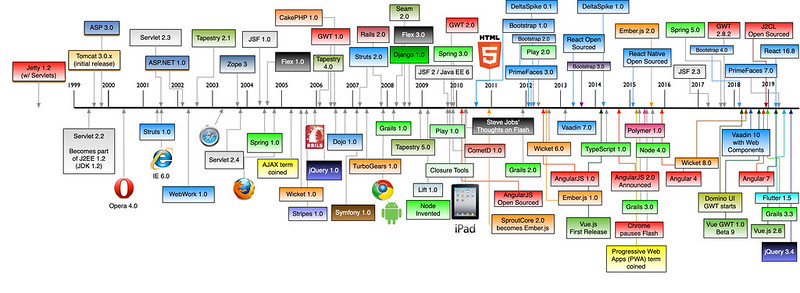 Jetty 1.2
(w/ Servlets)
ASP 3.0
Tomcat 3.0.x
(initial release)
Servlet 2.3
ASP.NET 1.0
Tapestry 2.1
Zope 3
JSF 1.0
CakePHP 1.0
Flex 1.0
GWT 1.0
Tapestry
4.0
Rails 2.0
Struts 2.0
Seam
2.0
Flex 3.0
Django 1.0
GWT 2.0
Spring 3.0
JSF 2 / Java EE 6
HTML
5
DeltaSpike 0.1
Bootstrap 1.0
Bootstrap 2.0
Play 2.0
PrimeFaces 3.0
DeltaSpike 1.0
React Open
Sourced
Bootstrap 3.0
Ember.js 2.0
React Native
Open Sourced
Spring 5.0
JSF 2.3
GWT
2.8.2
Bootstrap 4.0
PrimeFaces 7.0
J2CL
Open Sourced
React 16.8
1999
2000
2001
2002
2003
2004
2005
2006
2007
2008
2009
2010
2011
2012
2013
2014
2015
2016
2017
2018
2019
Servlet 2.2
Becomes part
of J2EE 1.2
(JDK 1.2)
Opera 4.0
Struts 1.0
IE 6.0
WebWork 1.0
Servlet 2.4
Spring 1.0
AJAX term
coined
Wicket 1.0
Stripes 1.0
RAILS
jQuery 1.0
Dojo 1.0
Symfony 1.0
TurboGears 1.0
Grails 1.0
Tapestry 5.0
Play 1.0
Closure Tools
Lift 1.0
Node
Invented
iPad
Steve Jobs'
Thoughts on Flash
CometD 1.0
Grails 2.0
AngularJS
Open Sourced
SproutCore 2.0
becomes Ember.js
Wicket 6.0
Vaadin 7.0
AngularJS 1.0
Ember.js 1.0
Vue.js
First Release
TypeScript 1.0
Polymer 1.0
Node 4.0
AngularJS 2.0
Announced
Grails 3.0
Chrome
pauses Flash
Progressive Web
Apps (PWA) term
coined
Wicket 8.0
Angular 4
Vaadin 10
with Web
Components
Angular 7
Domino UI
GWT starts
Vue GWT 1.0
Beta 9
Flutter 1.5
Grails 3.3
Vue.js 2.6
jQuery 3.4